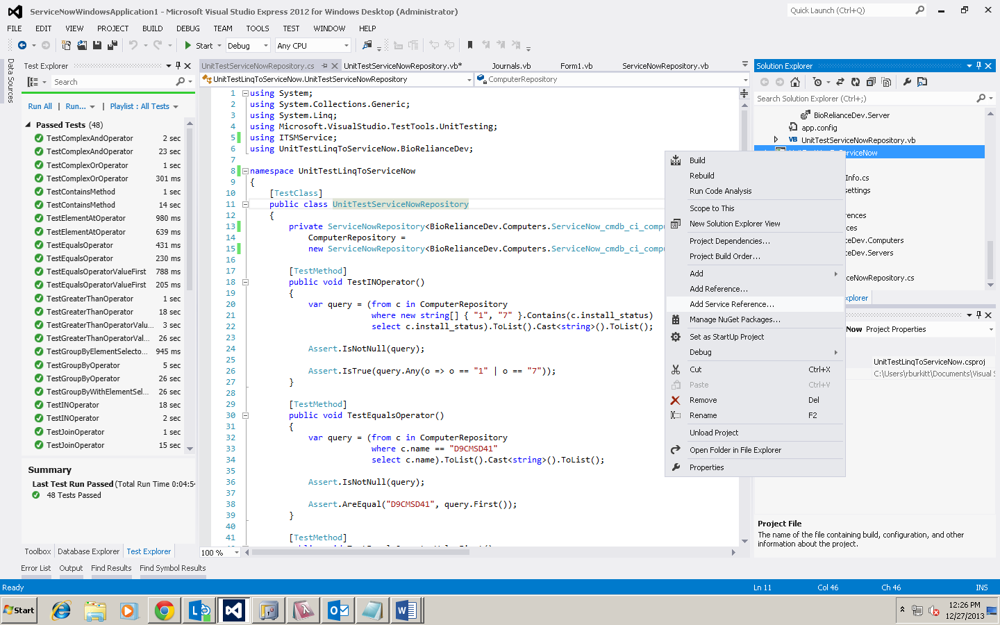 ServiceNowWindowsApplication1 - Microsoft Visual Studio Express 2012 for Windows Desktop (Administrator)
Quick Launch (Ctrl+Q)
FILE EDIT VIEW PROJECT BUILD DEBUG TEAM TOOLS TEST WINDOW HELP
Start Debug Any CPU
Data Sources
Test Explorer
Search
Run All | Run... | Playlist : All Tests
Passed Tests (48)
TestComplexAndOperator 2 sec
TestComplexAndOperator 23 sec
TestComplexOrOperator 1 sec
TestComplexOrOperator 301 ms
TestContainsMethod 1 sec
TestContainsMethod 14 sec
TestElementAtOperator 980 ms
TestElementAtOperator 639 ms
TestEqualsOperator 431 ms
TestEqualsOperator 230 ms
TestEqualsOperatorValueFirst 788 ms
TestEqualsOperatorValueFirst 205 ms
TestGreaterThanOperator 1 sec
TestGreaterThanOperator 18 sec
TestGreaterThanOperatorValu... 3 sec
TestGreaterThanOperatorVal... 26 sec
TestGroupByElementSelecto... 945 ms
TestGroupByOperator 5 sec
TestGroupByOperator 26 sec
TestGroupByWithElementSel... 26 sec
TestINOperator 18 sec
TestINOperator 2 sec
TestJoinOperator 1 sec
TestJoinOperator 15 sec
Summary
Last Test Run Passed (Total Run Time 0:04:54
48 Tests Passed
Toolbox Database Explorer Test Explorer
Error List Output Find Results Find Symbol Results
UnitTestServiceNowRepository.cs UnitTestServiceNowRepository.vb* Journals.vb Form1.vb ServiceNowRepository.vb
UnitTestLinqToServiceNow.UnitTestServiceNowRepository ComputerRepository
1 using System;
2 using System.Collections.Generic;
3 using System.Linq;
4 using Microsoft.VisualStudio.TestTools.UnitTesting;
5 using ITSMService;
6 using UnitTestLinqToServiceNow.BioRelianceDev;
7
8 namespace UnitTestLinqToServiceNow
9 {
10 [TestClass]
11 public class UnitTestServiceNowRepository
12 {
13 private ServiceNowRepository<BioRelianceDev.Computers.ServiceNow_cmdb_ci_comp
14 ComputerRepository =
15 new ServiceNowRepository<BioRelianceDev.Computers.ServiceNow_cmdb_ci_comp
16
17 [TestMethod]
18 public void TestINOperator()
19 {
20 var query = (from c in ComputerRepository
21 where new string[] { "1", "7" }.Contains(c.install_status)
22 select c.install_status).ToList().Cast<string>().ToList();
23
24 Assert.IsNotNull(query);
25
26 Assert.IsTrue(query.Any(o => o == "1" | o == "7"));
27 }
28
29 [TestMethod]
30 public void TestEqualsOperator()
31 {
32 var query = (from c in ComputerRepository
33 where c.name == "D9CMSD41"
34 select c.name).ToList().Cast<string>().ToList();
35
36 Assert.IsNotNull(query);
37
38 Assert.AreEqual("D9CMSD41", query.First());
39 }
40
41 [TestMethod]
100 %
Build
Rebuild
Run Code Analysis
Scope to This
New Solution Explorer View
Project Dependencies...
Project Build Order...
Add
Add Reference...
Add Service Reference...
Manage NuGet Packages...
Set as StartUp Project
Debug
Cut Ctrl+X
Paste Ctrl+V
Remove Del
Rename F2
Unload Project
Open Folder in File Explorer
Properties
Solution Explorer
Search Solution Explorer (Ctrl+;)
BioRelianceDev.Server
app.config
VB UnitTestServiceNowRepository.vb
nfo.cs
settings
rences
ces
ceDev.Computers
ceDev.Servers
ceNowRepository.cs
xplorer
Now Project Properties
UnitTestLinqToServiceNow.csproj
C:\Users\rburkitt\Documents\Visual S
Project File
The name of the file containing build, configuration, and other
information about the project.
Ready Ln 11 Col 46 Ch 46 INS
Start
12:26 PM
12/27/2013